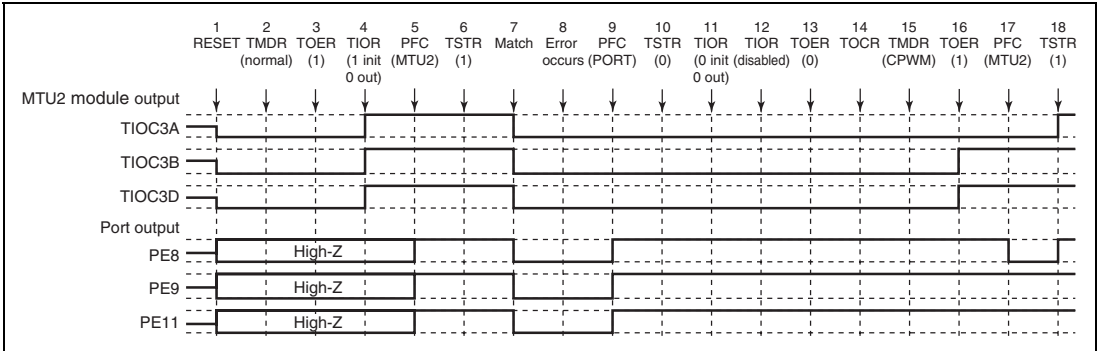 1 2 3 4 5 6 7 8 9 10 11 12 13 14 15 16 17 18
RESET TMDR TOER TIOR PFC TSTR Match Error PFC TSTR TIOR TIOR TOER TOCR TMDR TOER PFC TSTR
(normal) (1) (1 init (MTU2) (1) occurs (PORT) (0) (0 init (disabled) (0) (CPWM) (1) (MTU2) (1)
0 out) 0 out)
MTU2 module output
TIOC3A
TIOC3B
TIOC3D
Port output
PE8 High-Z
PE9 High-Z
PE11 High-Z